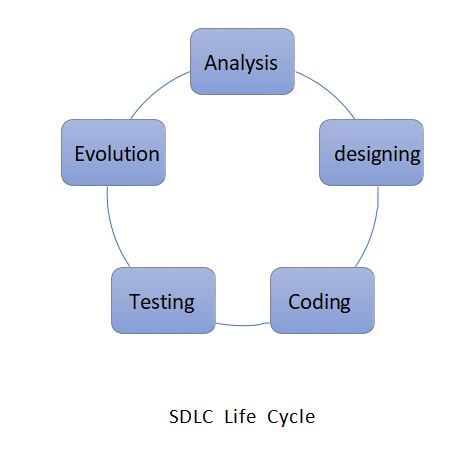 Analysis
designing
Coding
Testing
Evolution
SDLC Life Cycle